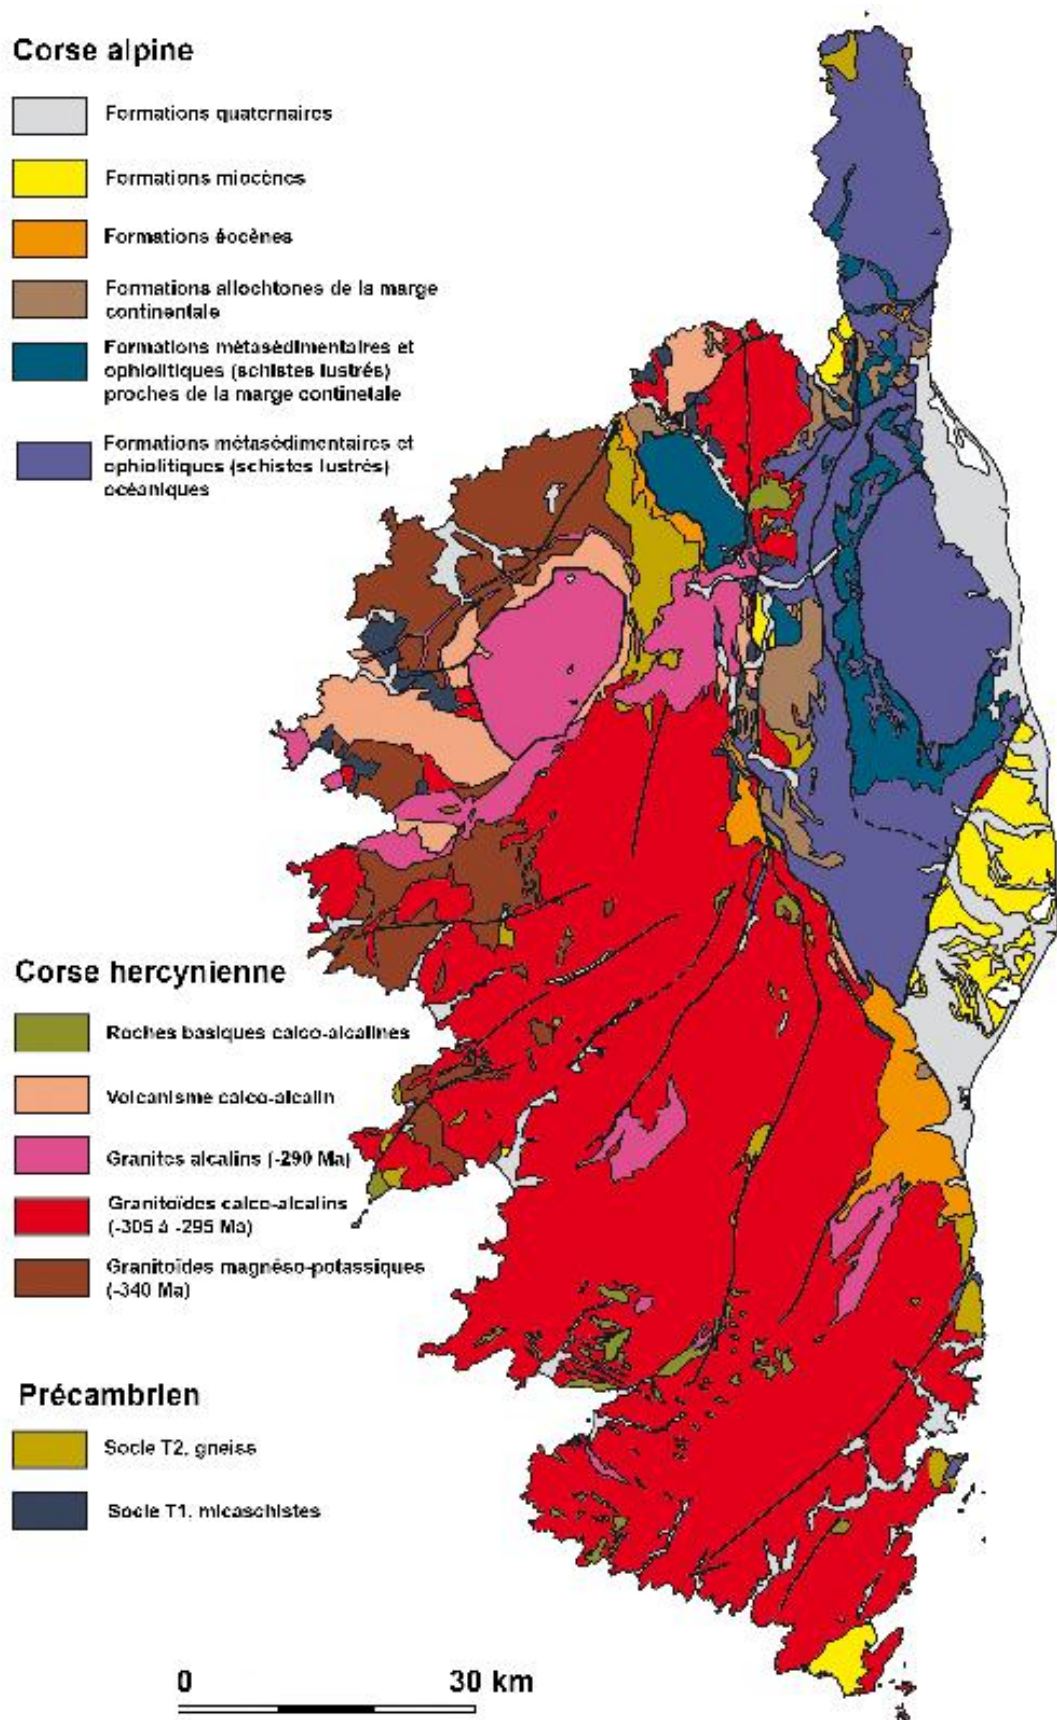 Corse alpine
Formations quaternaires
Formations miocènes
Formations éocènes
Formations allochtones de la marge
continentale
Formations métasédimentaires et
ophiolitiques (schistes lustrés)
proches de la marge continetale
Formations métasédimentaires et
ophiolitiques (schistes lustrés)
océaniques
Corse hercynienne
Roches basiques calco-alcalines
Volcanisme calco-alcalin
Granites alcalins (-290 Ma)
Granitoïdes calco-alcalins
(-305 à -295 Ma)
Granitoïdes magnéso-potassiques
(-340 Ma)
Précambrien
Socle T2, gneiss
Socle T1, micaschistes
0 30 km